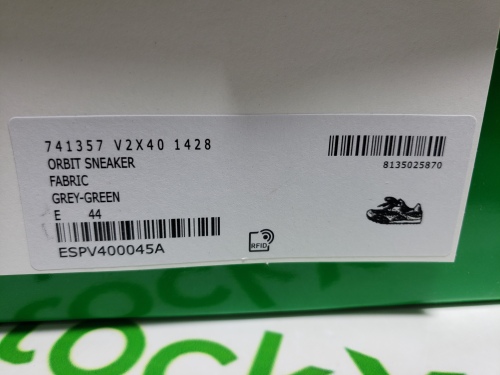 741357 V2X40 1428
ORBIT SNEAKER
FABRIC
GREY-GREEN
E 44
ESPV400045A
8135025870
RFID